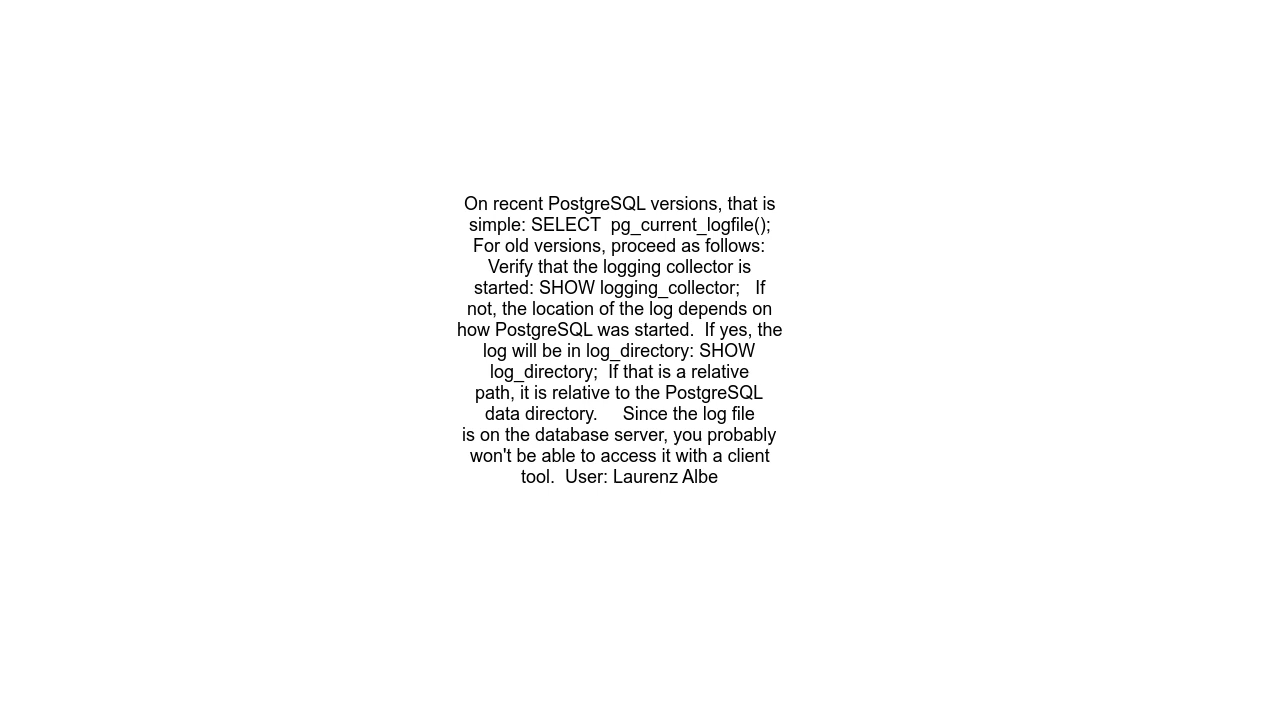 On recent PostgreSQL versions, that is
simple: SELECT  pg_current_logfile();
For old versions, proceed as follows:
Verify that the logging collector is
started: SHOW logging_collector;   If
not, the location of the log depends on
how PostgreSQL was started.  If yes, the
log will be in log_directory: SHOW
log_directory;  If that is a relative
path, it is relative to the PostgreSQL
data directory.     Since the log file
is on the database server, you probably
won't be able to access it with a client
tool.  User: Laurenz Albe